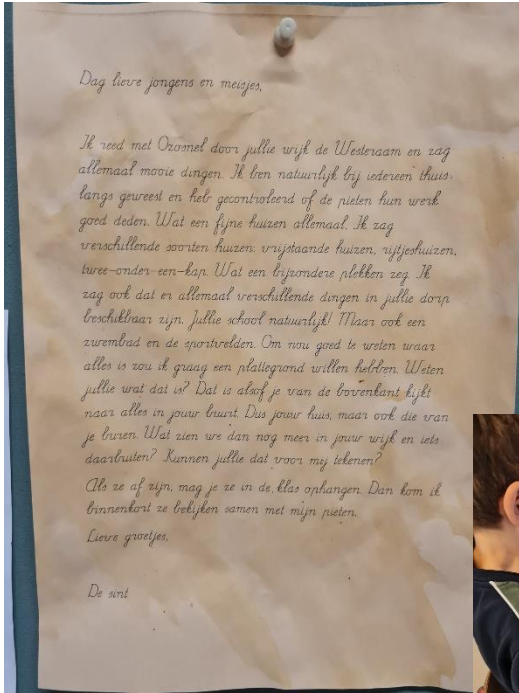 Dag lieve jongens en meisjes,
Ik reed met Ozosnel door jullie wijk de Westeraam en zag
allemaal mooie dingen. Ik ben natuurlijk bij iedereen thuis
langs geweest en heb gecontroleerd of de pieten hun werk
goed deden. Wat een fijne huizen allemaal. Ik zag
verschillende soorten huizen: vrijstaande huizen, rijtjeshuizen,
twee-onder-een-kap. Wat een bijzondere plekken zeg. Ik
zag ook dat er allemaal verschillende dingen in jullie dorp
beschikbaar zijn. Jullie school natuurlijk! Maar ook een
zwembad en de sportvelden. Om nou goed te weten waar
alles is zou ik graag een plattegrond willen hebben. Weten
jullie wat dat is? Dat is alsof je van de bovenkant kijkt
naar alles in jouw buurt. Dus jouw huis, maar ook die van
je buren. Wat zien we dan nog meer in jouw wijk en iets
daarbuiten? Kunnen jullie dat voor mij tekenen?
Als ze af zijn, mag je ze in de klas ophangen. Dan kom ik
binnenkort ze bekijken samen met mijn pieten.
Lieve groetjes,
De sint